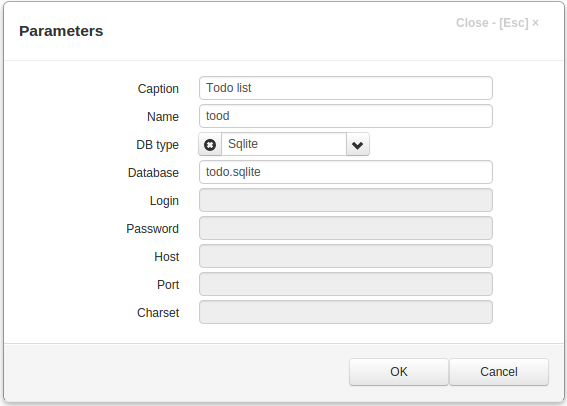 Parameters
Close - [Esc] ×
Caption Todo list
Name tood
DB type Sqlite
Database todo.sqlite
Login
Password
Host
Port
Charset
OK Cancel